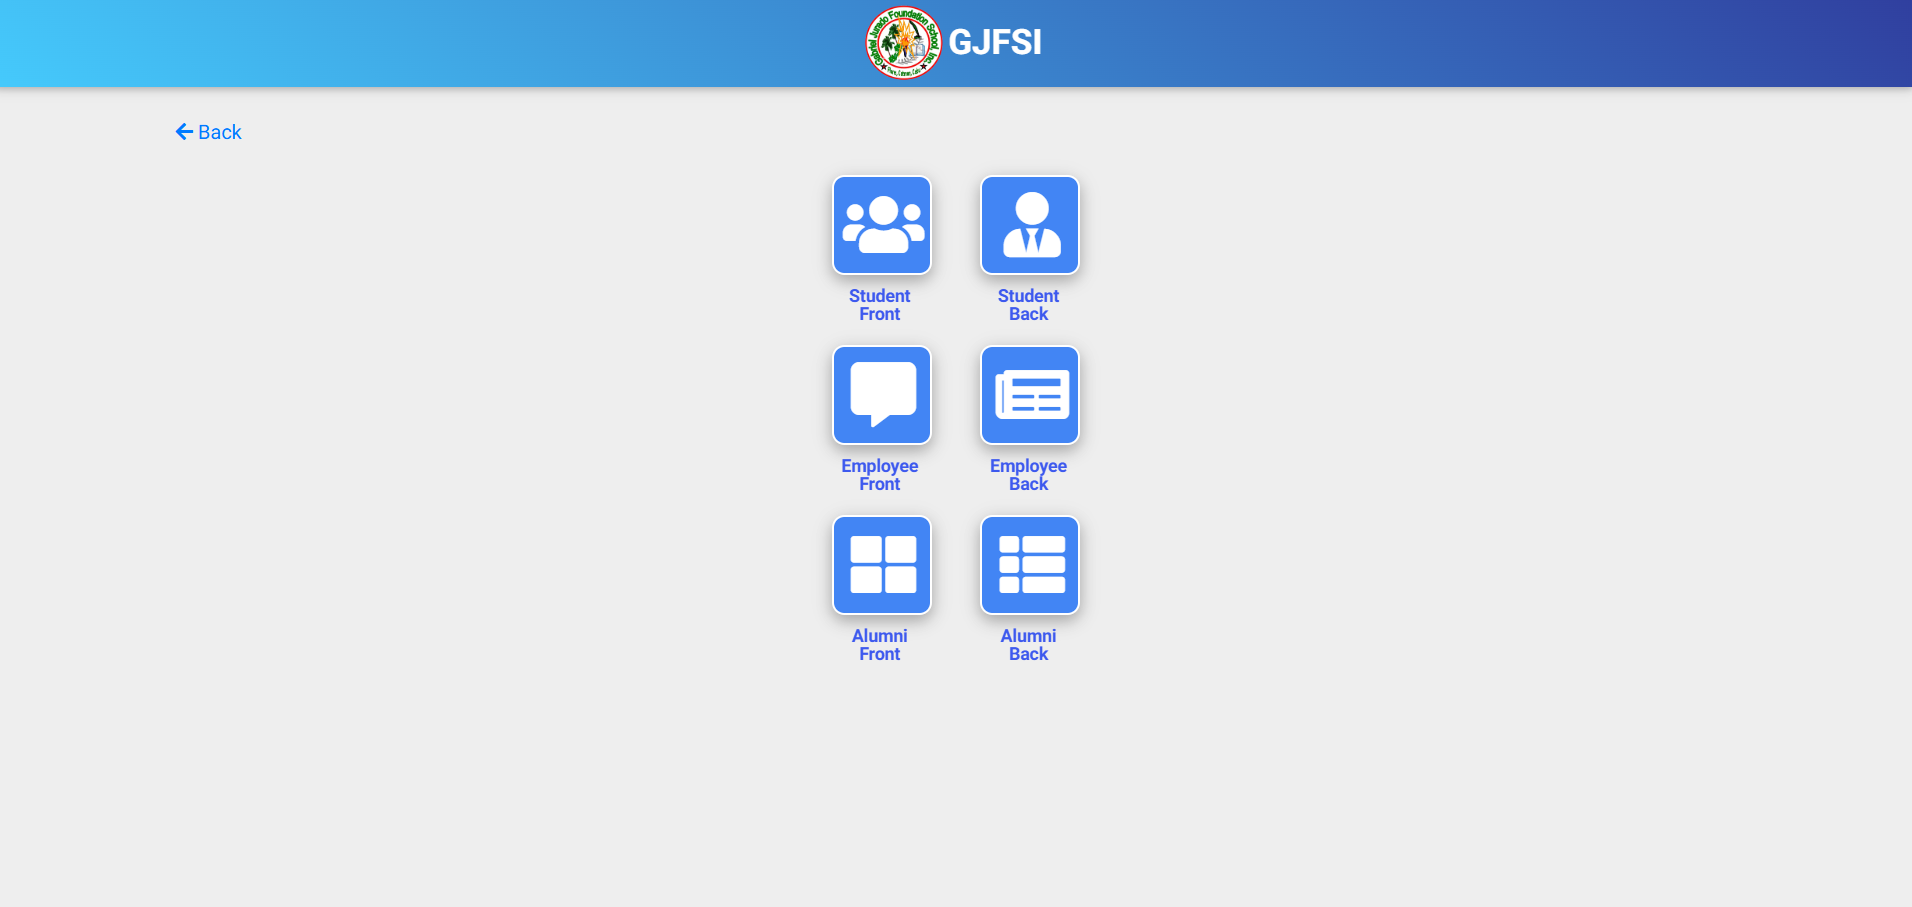 Gabriel Jurado Foundation School, Inc.
GJFSI
Back
Student
Front
Student
Back
Employee
Front
Employee
Back
Alumni
Front
Alumni
Back